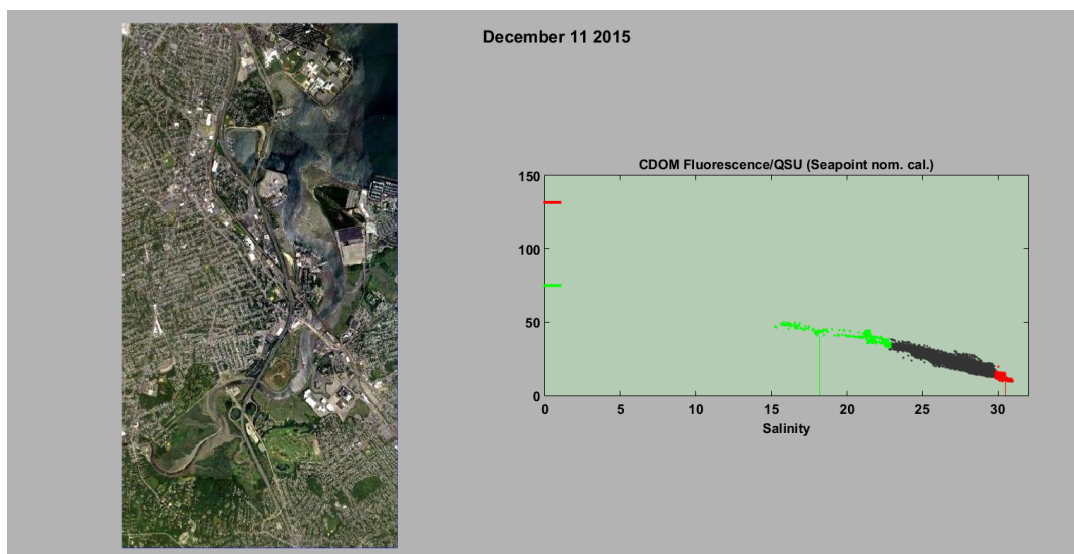 December 11 2015
CDOM Fluorescence/QSU (Seapoint nom. cal.)
150
100
50
0
0 5 10 15 20 25 30
Salinity